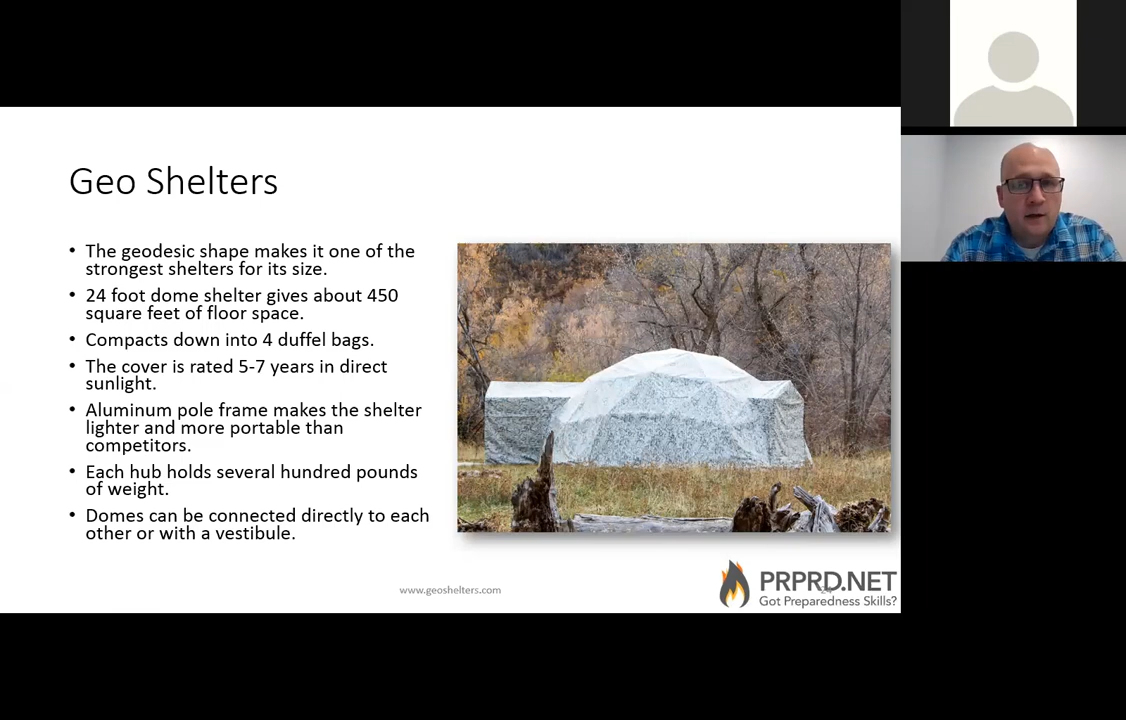 Geo Shelters
• The geodesic shape makes it one of the
strongest shelters for its size.
• 24 foot dome shelter gives about 450
square feet of floor space.
• Compacts down into 4 duffel bags.
• The cover is rated 5-7 years in direct
sunlight.
• Aluminum pole frame makes the shelter
lighter and more portable than
competitors.
• Each hub holds several hundred pounds
of weight.
• Domes can be connected directly to each
other or with a vestibule.
www.geoshelters.com
PRPRD.NET
Got Preparedness Skills?